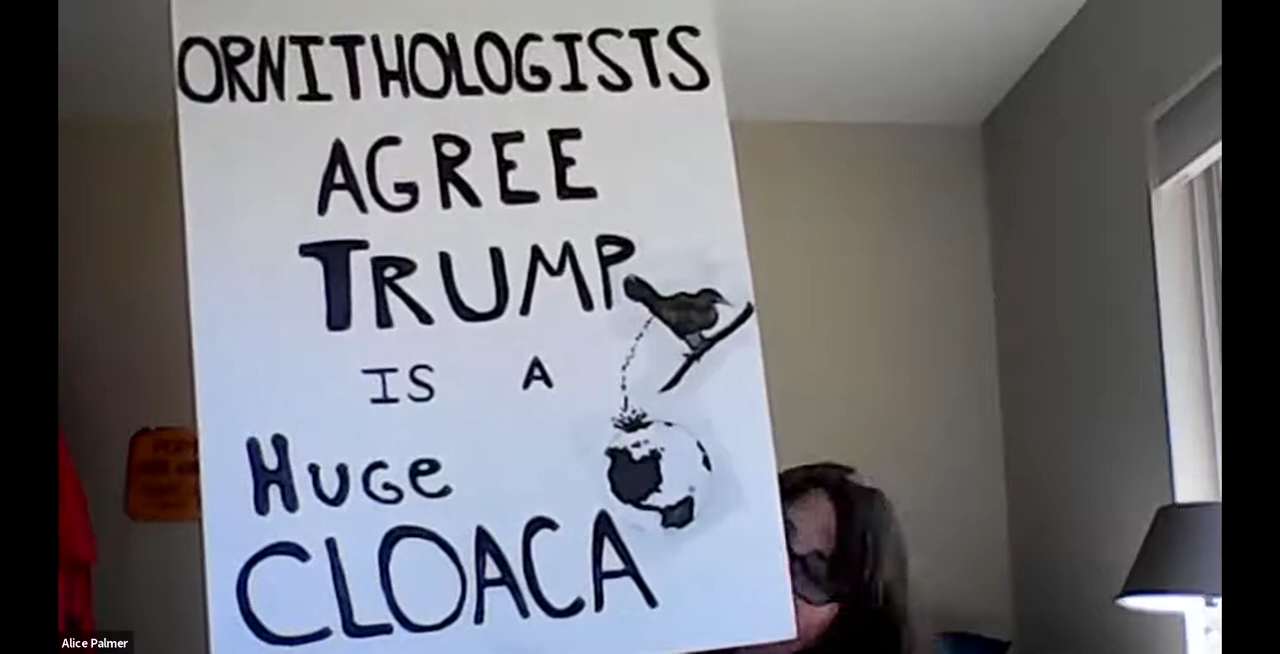 ORNITHOLOGISTS
AGREE
TRUMP
IS A
HUGe
CLOACA
Alice Palmer